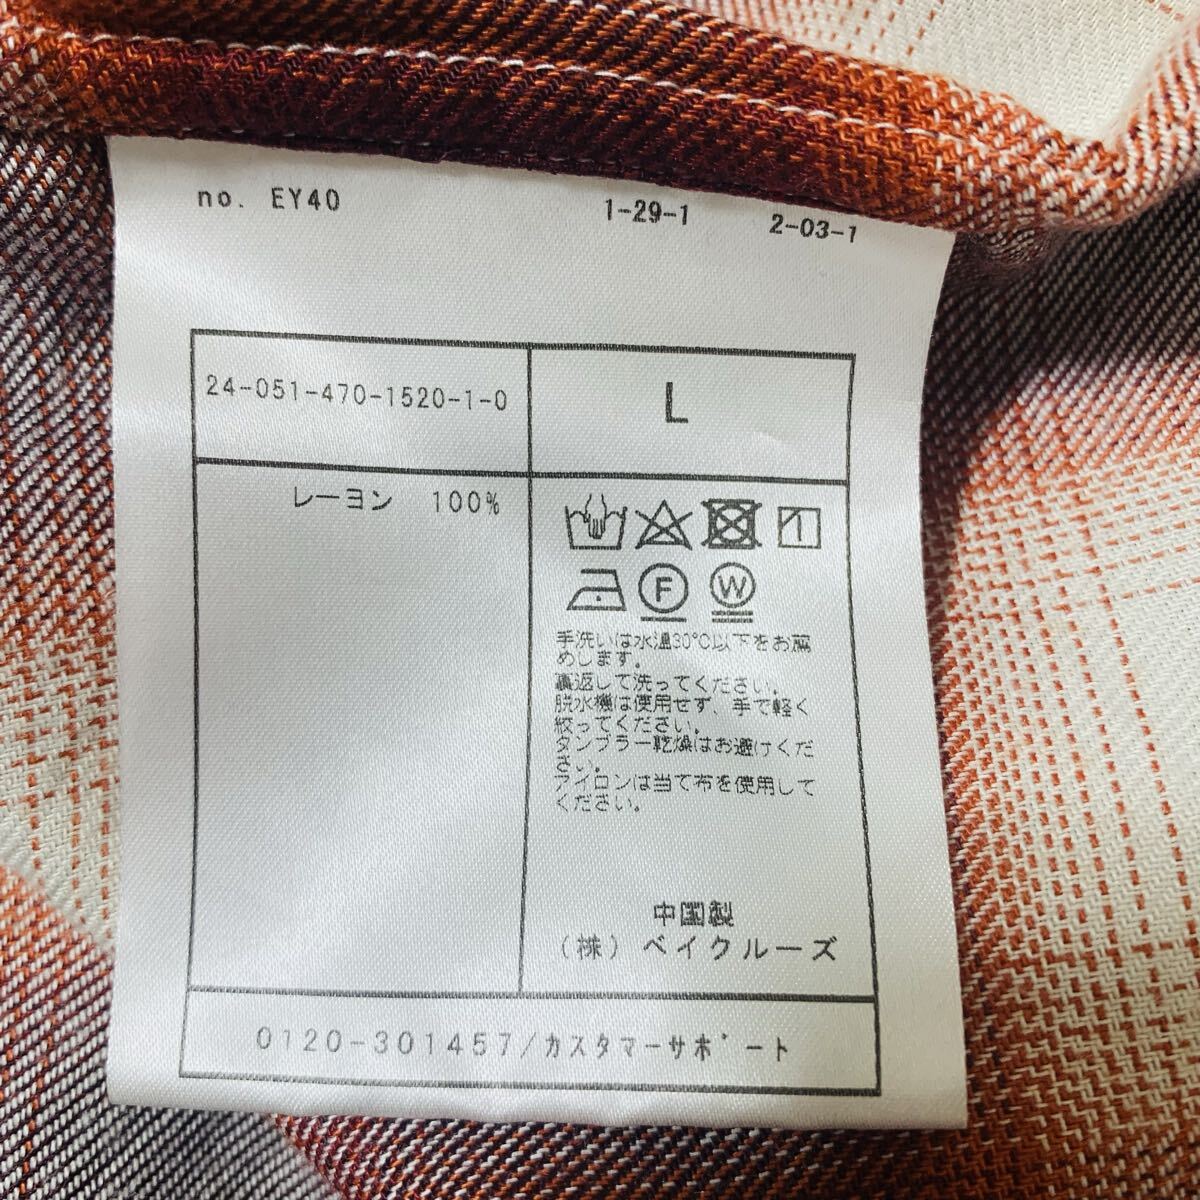 no. EY40 1-29-1 2-03-1
24-051-470-1520-1-0
L
レーヨン 100%
F W
手洗いは水温30℃以下をお薦
めします。
裏返して洗ってください。
脱水機は使用せず、手で軽く
絞ってください。
タンブラー乾燥はお避けくだ
さい。
アイロンは当て布を使用して
ください。
中国製
(株) ベイクルーズ
0120-301457/カスタマーサポート